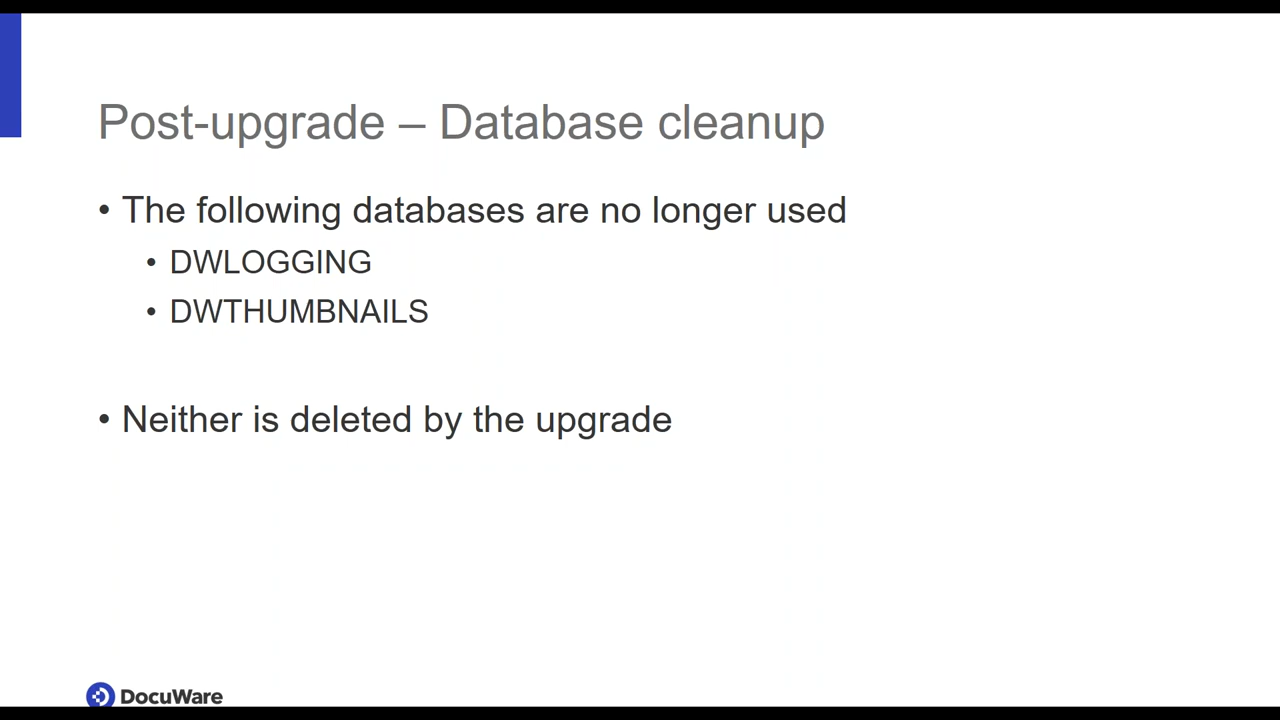 Post-upgrade – Database cleanup
• The following databases are no longer used
• DWLOGGING
• DWTHUMBNAILS
• Neither is deleted by the upgrade
DocuWare